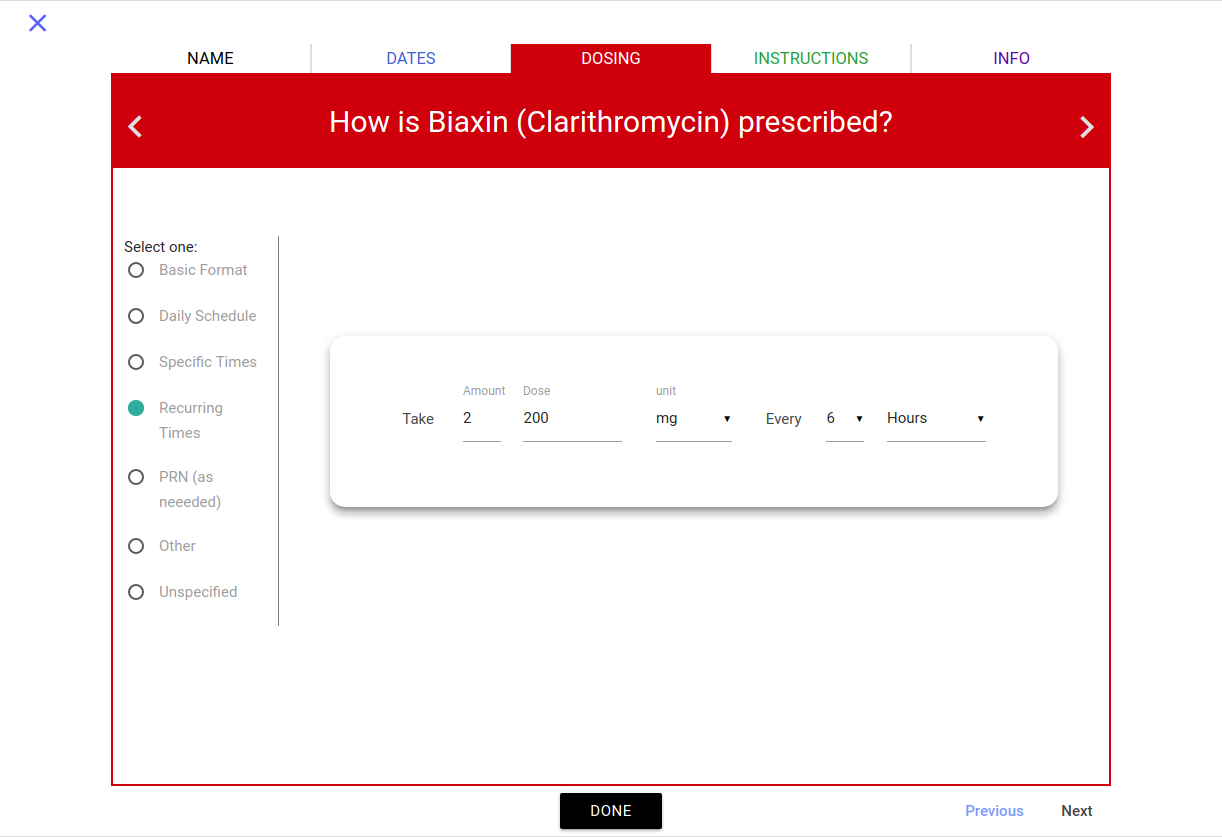 NAME DATES DOSING INSTRUCTIONS INFO
How is Biaxin (Clarithromycin) prescribed?
Select one:
Basic Format
Daily Schedule
Specific Times
Recurring
Times
PRN (as
neeeded)
Other
Unspecified
Amount Dose unit
Take 2 200 mg Every 6 Hours
DONE
Previous Next